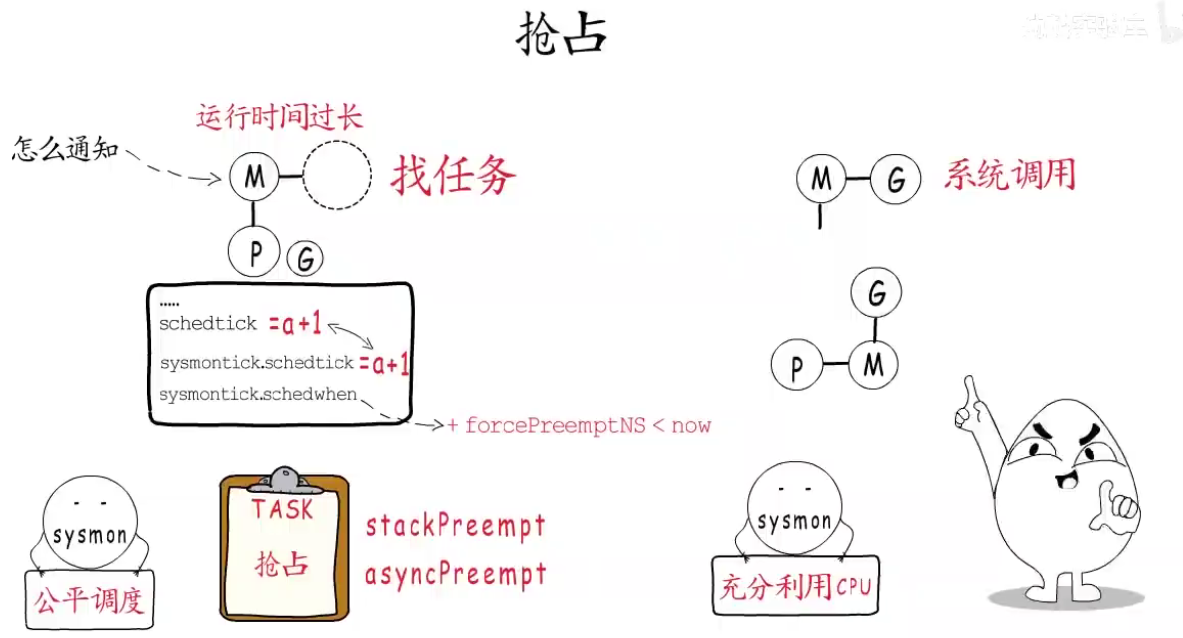 抢占
运行时间过长
怎么通知
M
找任务
P
G
.....
schedtick =a+1
sysmontick.schedtick =a+1
sysmontick.schedwhen
+ forcePreemptNS < now
sysmon
公平调度
TASK
抢占
stackPreempt
asyncPreempt
M
G
系统调用
G
P
M
sysmon
充分利用CPU